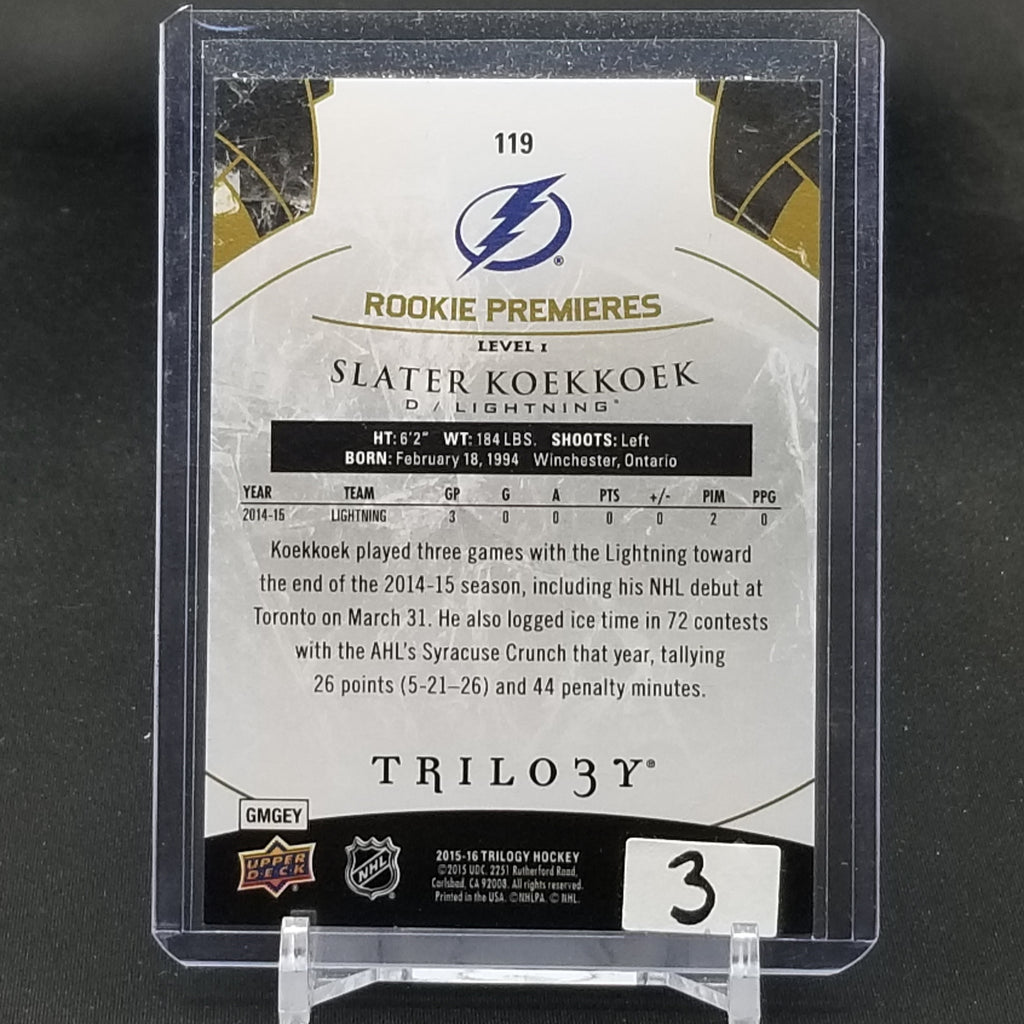 119
®
ROOKIE PREMIERES
LEVEL 1
SLATER KOEKKOEK
D / LIGHTNING®
HT: 6'2" WT: 184 LBS. SHOOTS: Left
BORN: February 18, 1994 Winchester, Ontario
YEAR TEAM GP G A PTS +/- PIM PPG
2014-15 LIGHTNING 3 0 0 0 0 2 0
Koekkoek played three games with the Lightning toward
the end of the 2014-15 season, including his NHL debut at
Toronto on March 31. He also logged ice time in 72 contests
with the AHL's Syracuse Crunch that year, tallying
26 points (5-21–26) and 44 penalty minutes.
TRILO3Y®
GMGEY
UPPER
D·E·C·K
®
NHL
®
2015-16 TRILOGY HOCKEY
©2015 UDC. 2251 Rutherford Road,
Carlsbad, CA 92008. All rights reserved.
Printed in the USA. ©NHLPA. © NHL.
3